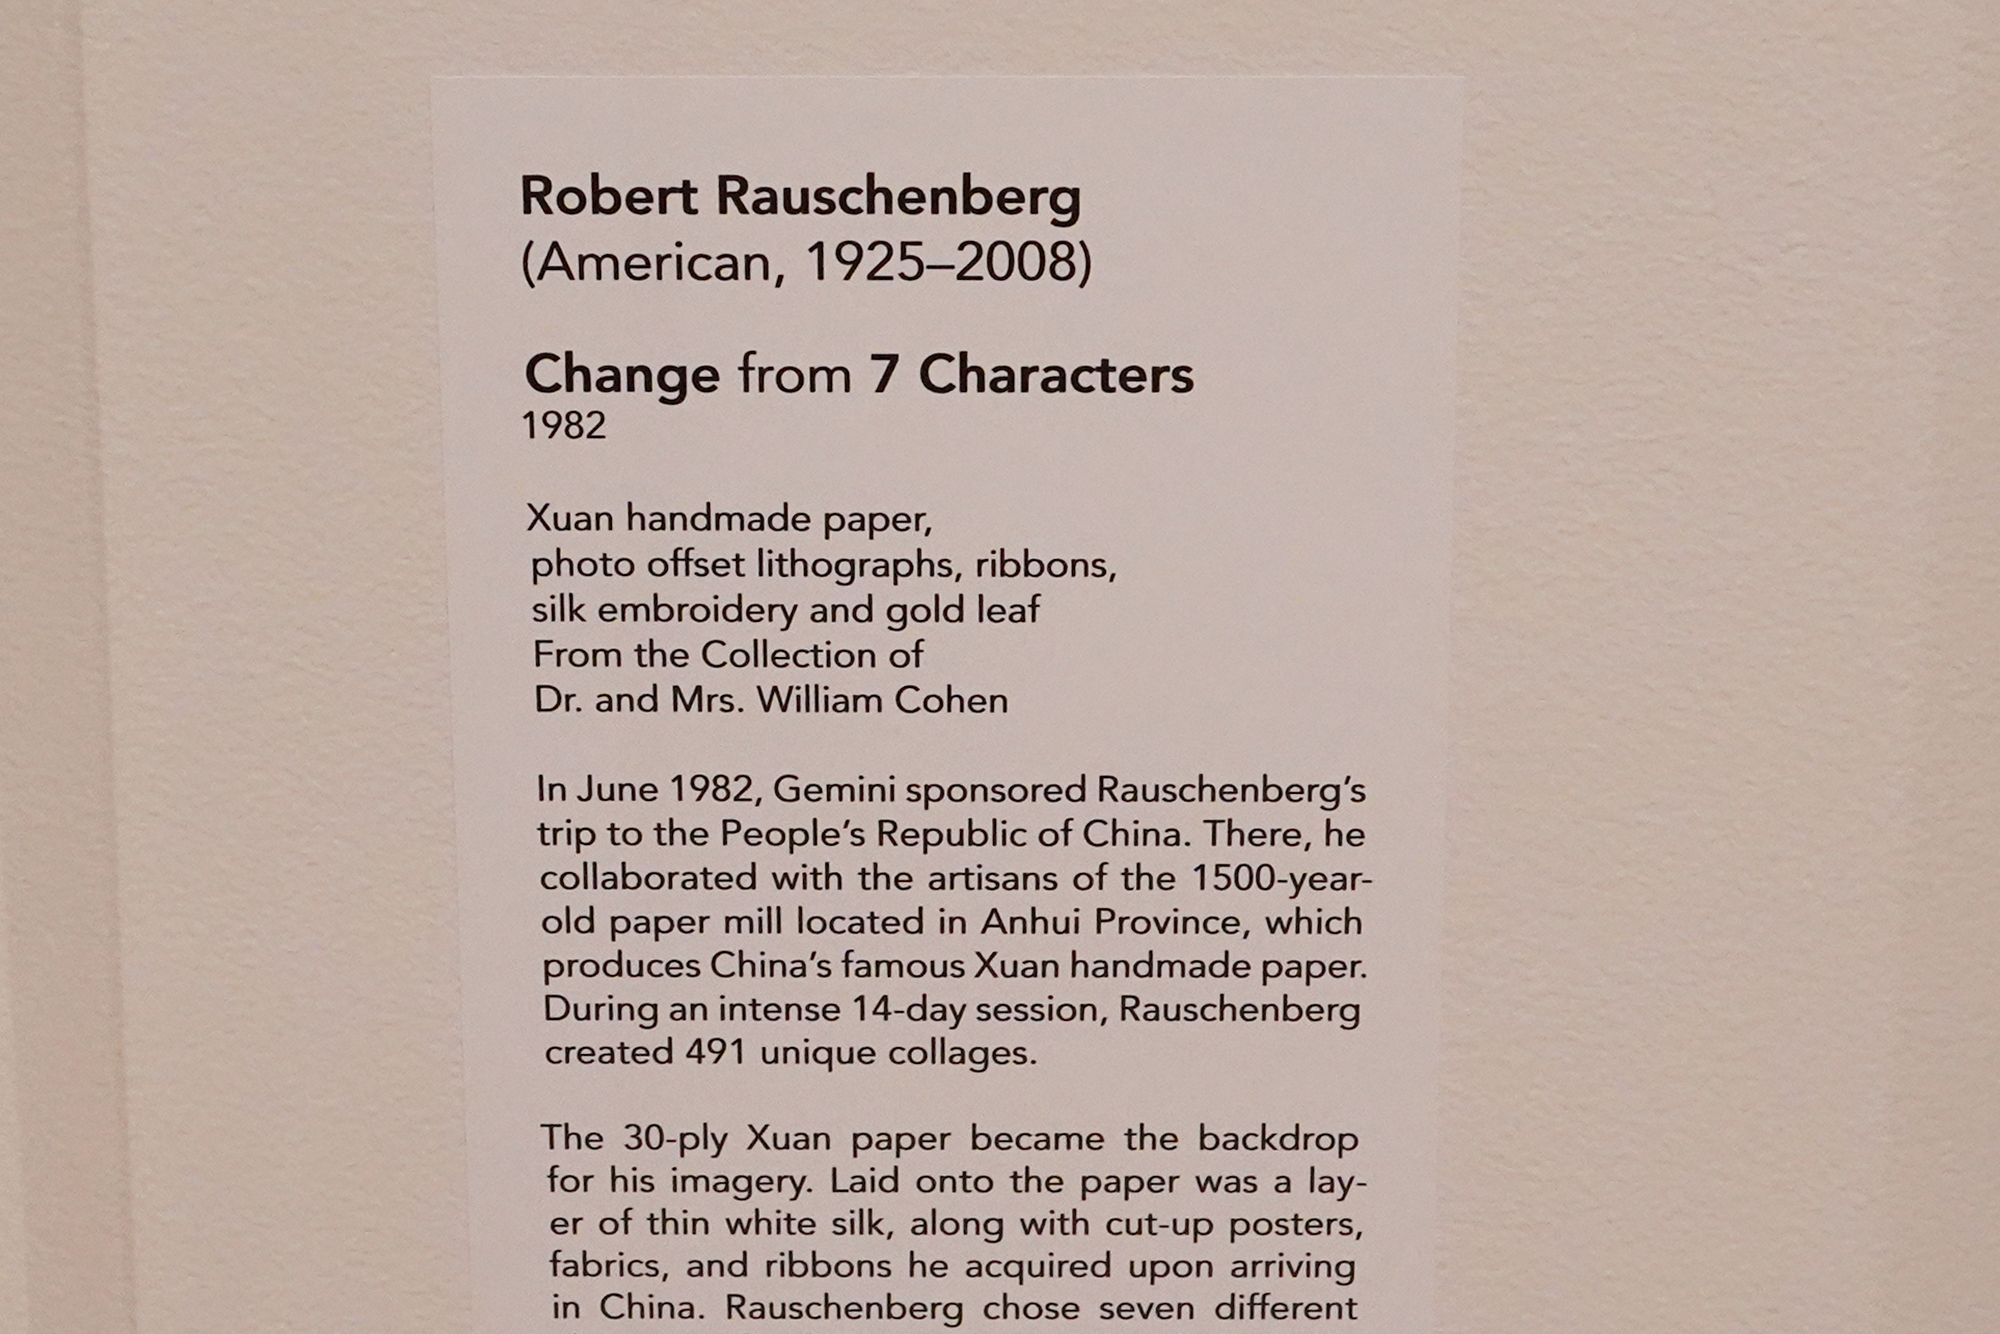 Robert Rauschenberg
(American, 1925–2008)
Change from 7 Characters
1982
Xuan handmade paper,
photo offset lithographs, ribbons,
silk embroidery and gold leaf
From the Collection of
Dr. and Mrs. William Cohen
In June 1982, Gemini sponsored Rauschenberg’s
trip to the People’s Republic of China. There, he
collaborated with the artisans of the 1500-year-
old paper mill located in Anhui Province, which
produces China’s famous Xuan handmade paper.
During an intense 14-day session, Rauschenberg
created 491 unique collages.
The 30-ply Xuan paper became the backdrop
for his imagery. Laid onto the paper was a lay-
er of thin white silk, along with cut-up posters,
fabrics, and ribbons he acquired upon arriving
in China. Rauschenberg chose seven different